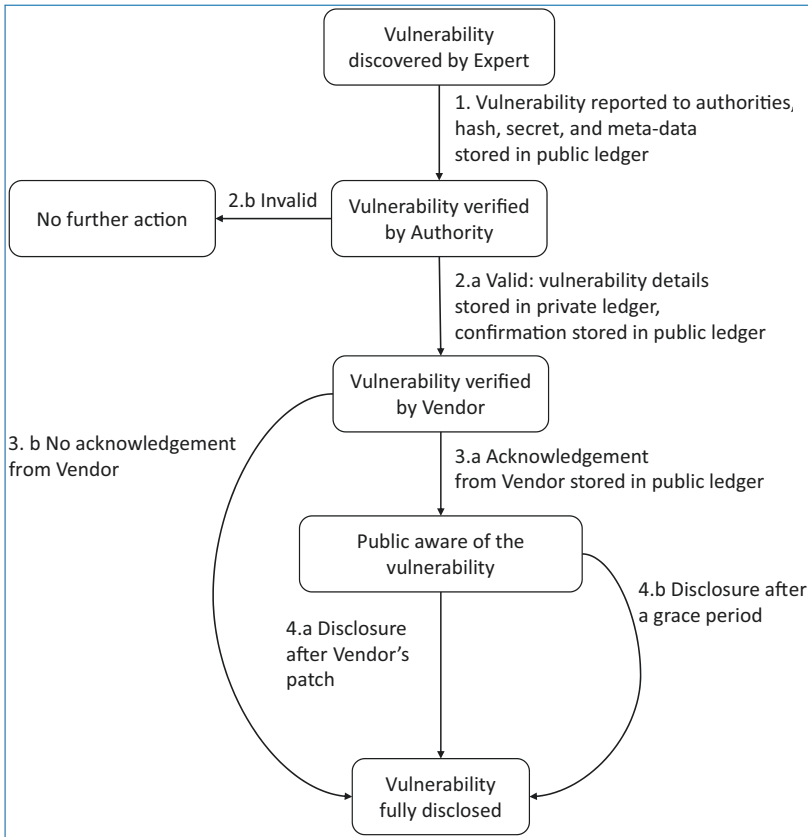 Vulnerability
discovered by Expert
1. Vulnerability reported to authorities,
hash, secret, and meta-data
stored in public ledger
2.b Invalid
No further action
Vulnerability verified
by Authority
2.a Valid: vulnerability details
stored in private ledger,
confirmation stored in public ledger
Vulnerability verified
by Vendor
3. b No acknowledgement
from Vendor
3.a Acknowledgement
from Vendor stored in public ledger
Public aware of the
vulnerability
4.b Disclosure after
a grace period
4.a Disclosure
after Vendor’s
patch
Vulnerability
fully disclosed